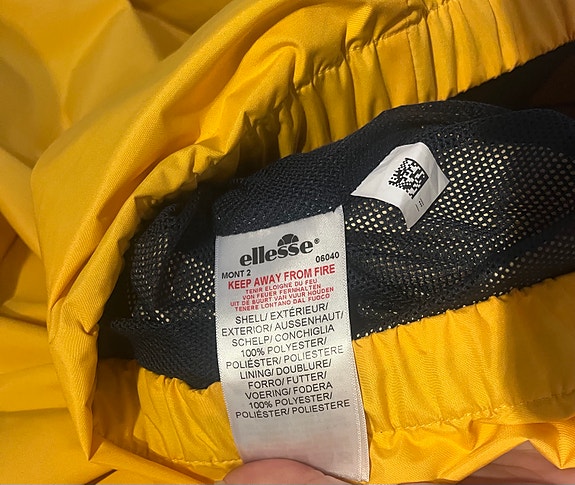 ellesse®
MONT 2 06040
KEEP AWAY FROM FIRE
TENIR ELOIGNE DU FEU
VON FEUER FERNHALTEN
UIT DE BUURT VAN VUUR HOUDEN
TENERE LONTANO DAL FUOCO
SHELL/ EXTÉRIEUR/
EXTERIOR/ AUSSENHAUT/
SCHELP/ CONCHIGLIA
100% POLYESTER/
POLIÉSTER/ POLIESTERE
LINING/ DOUBLURE/
FORRO/ FUTTER/
VOERING/ FODERA
100% POLYESTER/
POLIÉSTER/ POLIESTERE